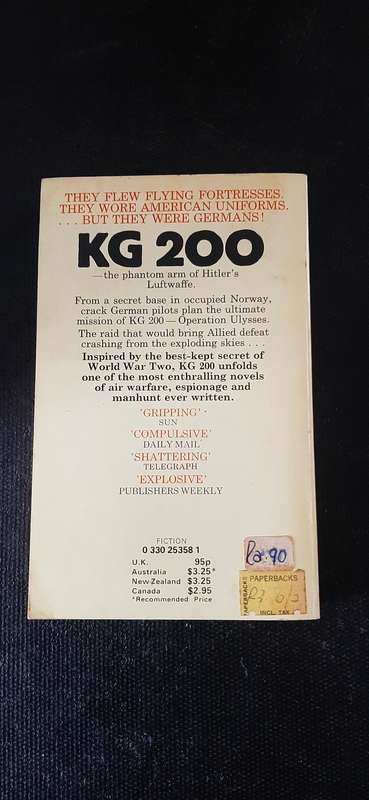 THEY FLEW FLYING FORTRESSES.
THEY WORE AMERICAN UNIFORMS.
. . . BUT THEY WERE GERMANS!
KG 200
—the phantom arm of Hitler's
Luftwaffe.
From a secret base in occupied Norway,
crack German pilots plan the ultimate
mission of KG 200 — Operation Ulysses.
The raid that would bring Allied defeat
crashing from the exploding skies . . .
Inspired by the best-kept secret of
World War Two, KG 200 unfolds
one of the most enthralling novels
of air warfare, espionage and
manhunt ever written.
'GRIPPING'
SUN
'COMPULSIVE'
DAILY MAIL
'SHATTERING'
TELEGRAPH
'EXPLOSIVE'
PUBLISHERS WEEKLY
FICTION
0 330 25358 1
U.K. 95p
Australia $3.25*
New Zealand $3.25
Canada $2.95
*Recommended Price
R2.90
PAPERBACKS
PAPERBACKS
INCL. TAX